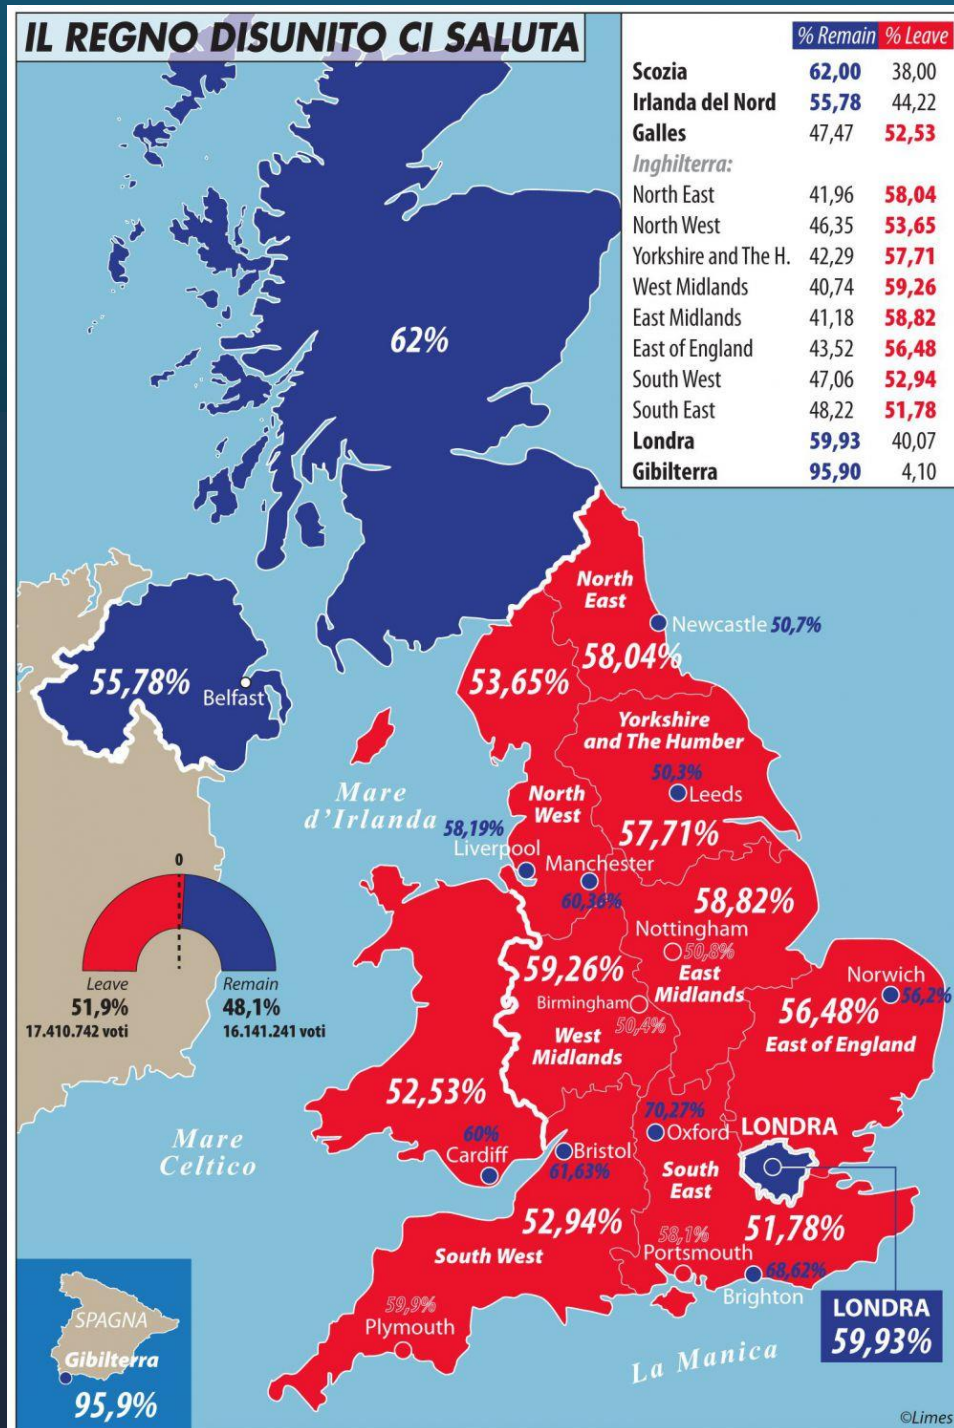 IL REGNO DISUNITO CI SALUTA
% Remain % Leave
Scozia 62,00 38,00
Irlanda del Nord 55,78 44,22
Galles 47,47 52,53
Inghilterra:
North East 41,96 58,04
North West 46,35 53,65
Yorkshire and The H. 42,29 57,71
West Midlands 40,74 59,26
East Midlands 41,18 58,82
East of England 43,52 56,48
South West 47,06 52,94
South East 48,22 51,78
Londra 59,93 40,07
Gibilterra 95,90 4,10
62%
North
East
Newcastle 50,7%
58,04%
53,65%
55,78%
Belfast
Yorkshire
and The Humber
50,3%
Leeds
57,71%
Mare
d'Irlanda
North
West
58,19%
Liverpool
Manchester
60,36%
0
Leave
51,9%
17.410.742 voti
Remain
48,1%
16.141.241 voti
58,82%
Nottingham
50,8%
East
Midlands
59,26%
Birmingham
50,4%
West
Midlands
Norwich
56,2%
56,48%
East of England
52,53%
60%
Cardiff
Mare
Celtico
Bristol
61,63%
70,27%
Oxford
LONDRA
South
East
51,78%
52,94%
South West
58,1%
Portsmouth
68,62%
Brighton
59,9%
Plymouth
LONDRA
59,93%
La Manica
SPAGNA
Gibilterra
95,9%
©Limes